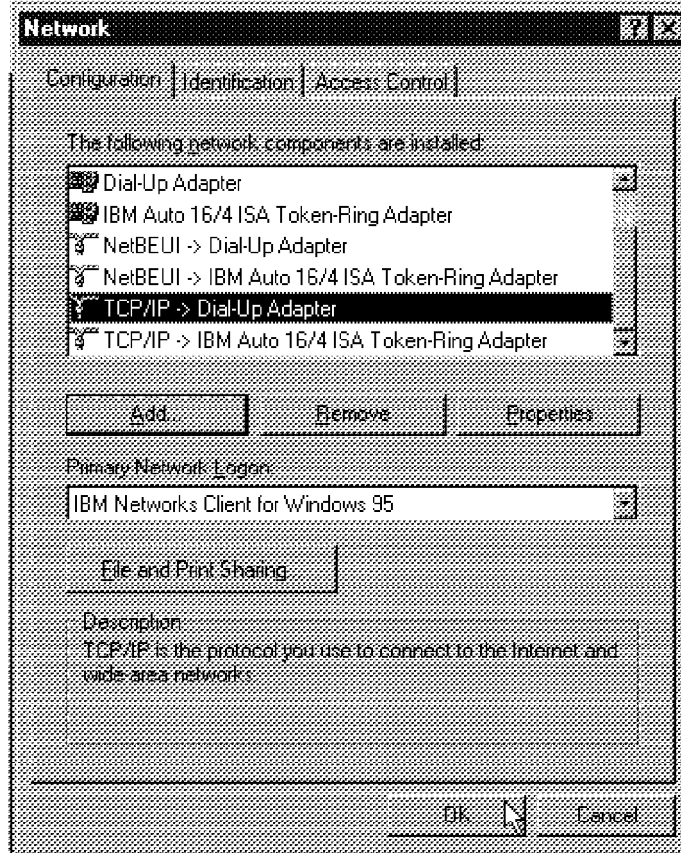 Network
Configuration Identification Access Control
The following network components are installed:
Dial-Up Adapter
IBM Auto 16/4 ISA Token-Ring Adapter
NetBEUI -> Dial-Up Adapter
NetBEUI -> IBM Auto 16/4 ISA Token-Ring Adapter
TCP/IP -> Dial-Up Adapter
TCP/IP -> IBM Auto 16/4 ISA Token-Ring Adapter
Add... Remove Properties
Primary Network Logon:
IBM Networks Client for Windows 95
File and Print Sharing
Description
TCP/IP is the protocol you use to connect to the Internet and
wide-area networks.
OK Cancel